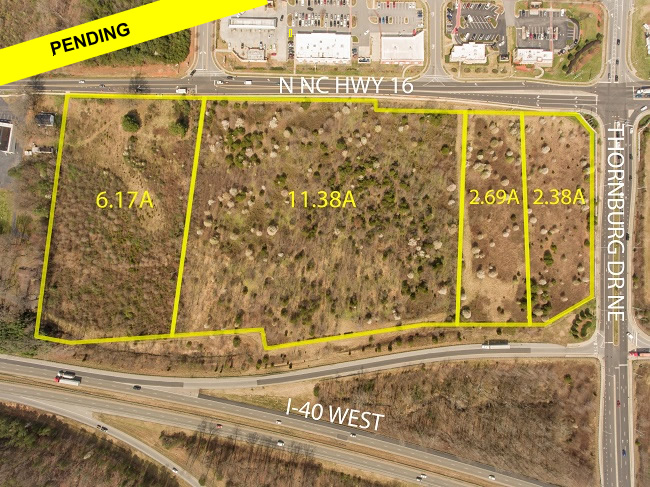 PENDING
N NC HWY 16
6.17A
11.38A
2.69A
2.38A
THORNBURG DR NE
I-40 WEST